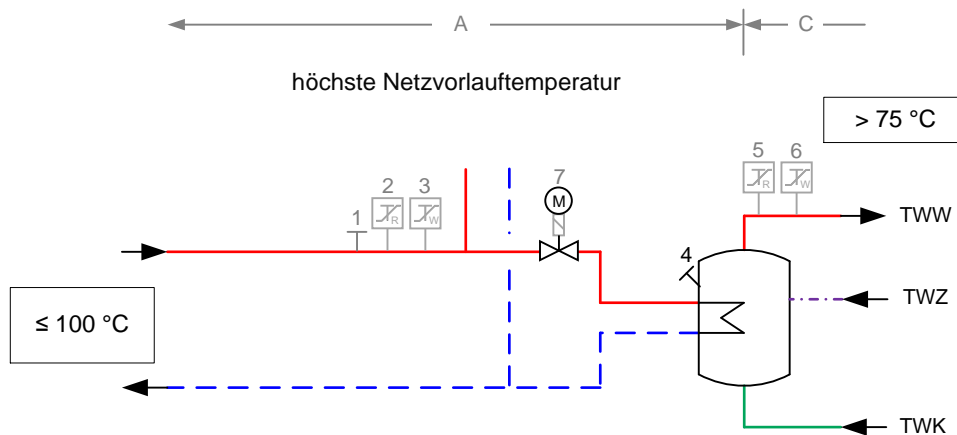 A
C
höchste Netzvorlauftemperatur
> 75 °C
1
2
R
3
W
7
M
5
R
6
W
TWW
4
TWZ
≤ 100 °C
TWK